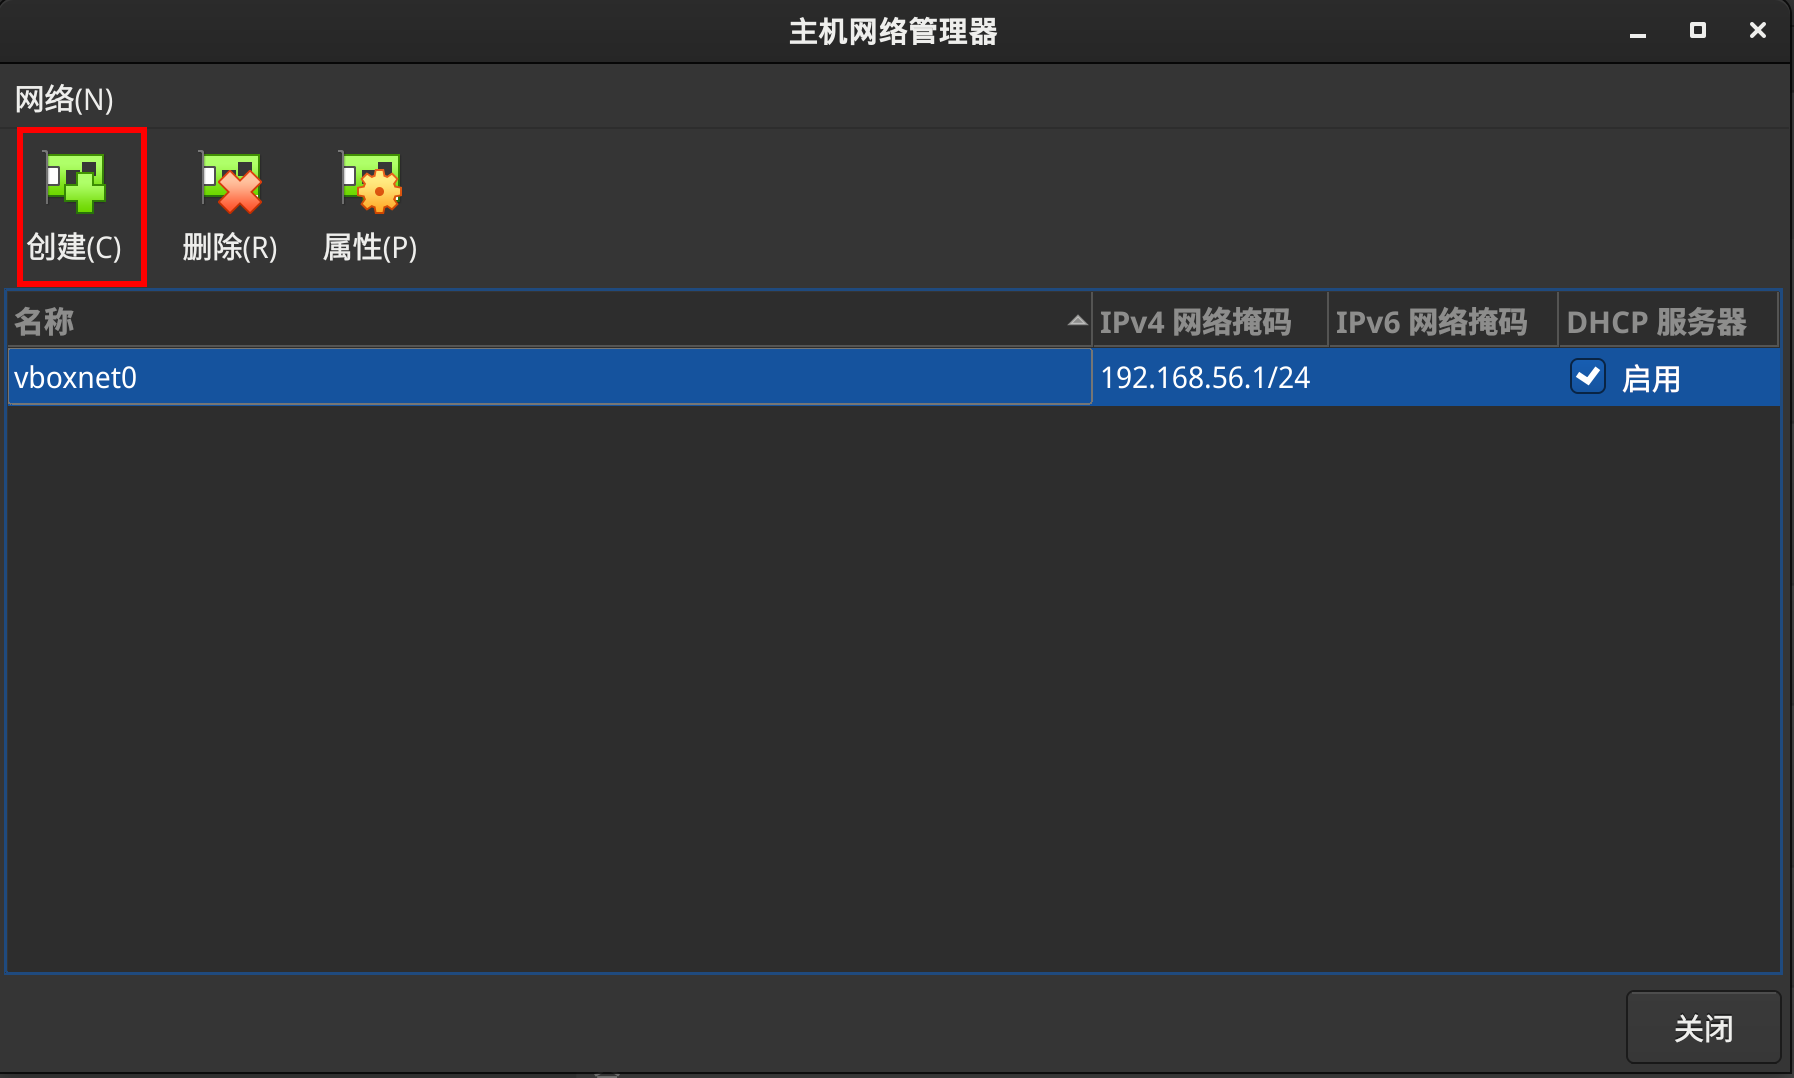 主机网络管理器
网络(N)
创建(C) 删除(R) 属性(P)
名称 IPv4 网络掩码 IPv6 网络掩码 DHCP 服务器
vboxnet0 192.168.56.1/24 启用
关闭